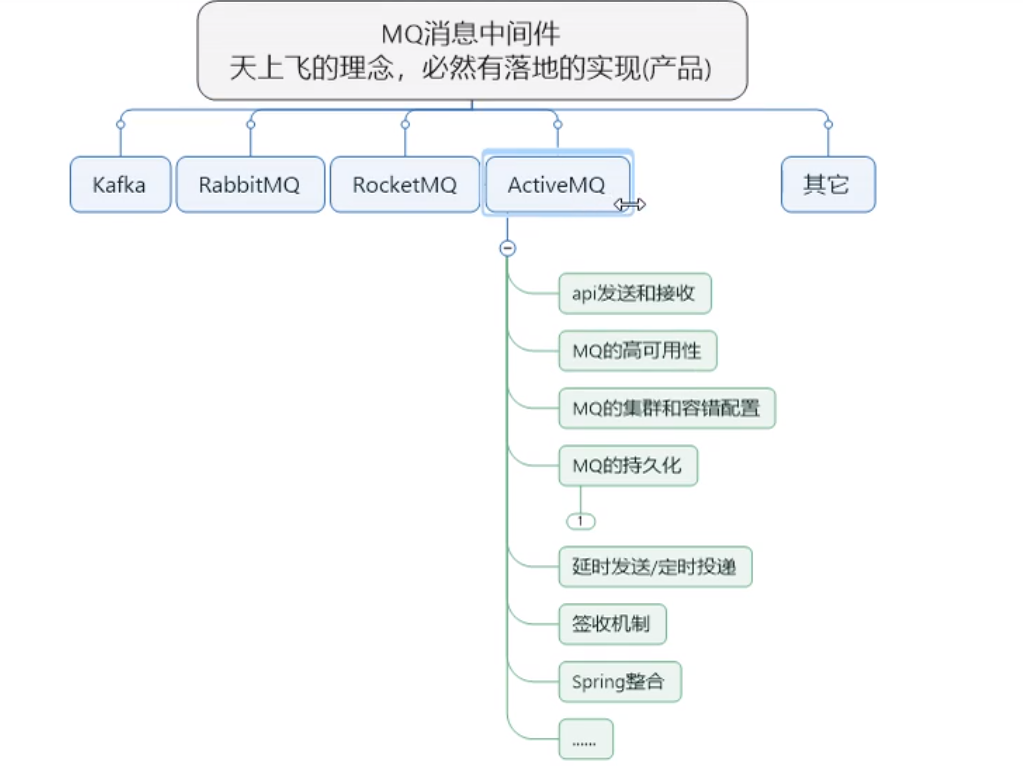 MQ消息中间件
天上飞的理念，必然有落地的实现(产品)
Kafka
RabbitMQ
RocketMQ
ActiveMQ
其它
api发送和接收
MQ的高可用性
MQ的集群和容错配置
MQ的持久化
1
延时发送/定时投递
签收机制
Spring整合
......